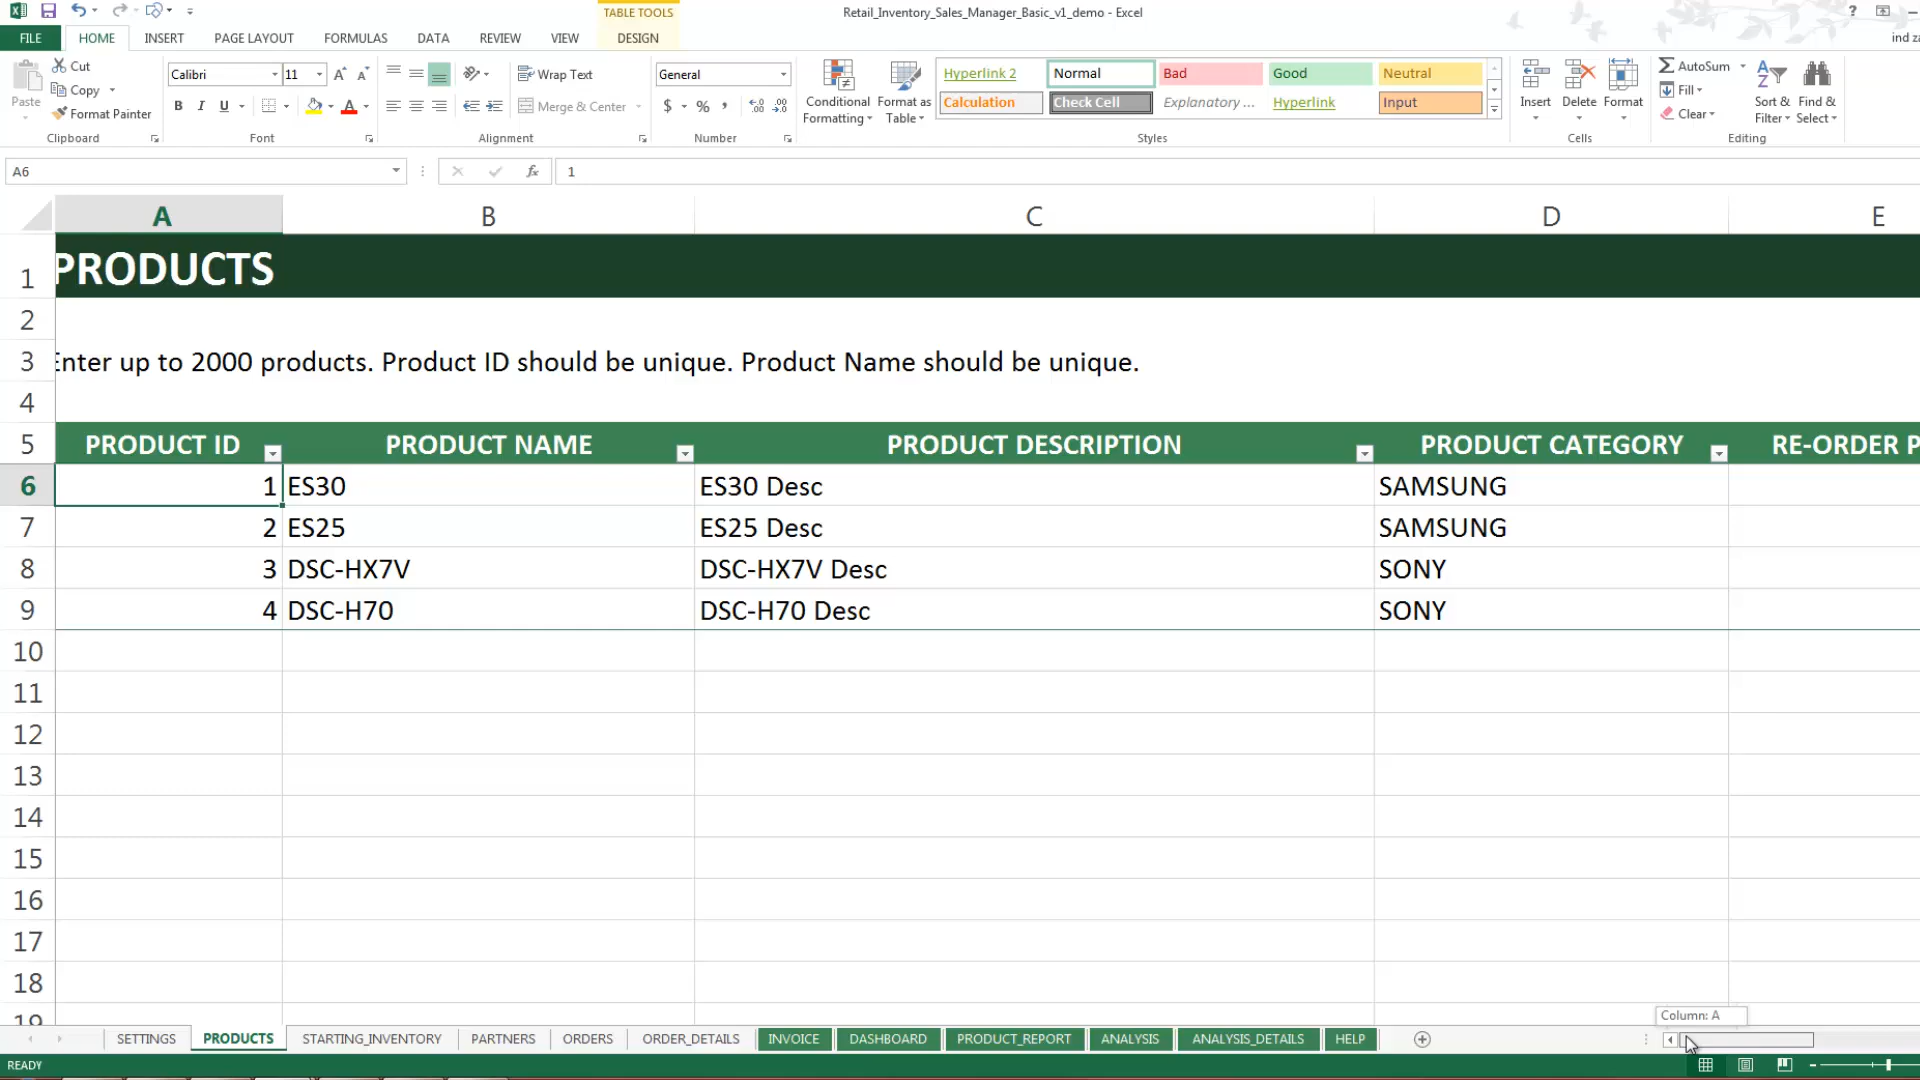 TABLE TOOLS
Retail_Inventory_Sales_Manager_Basic_v1_demo - Excel
?
FILE HOME INSERT PAGE LAYOUT FORMULAS DATA REVIEW VIEW DESIGN
ind za
Paste
Cut
Copy
Format Painter
Clipboard
Calibri 11
B I U
Font
Wrap Text
Merge & Center
Alignment
General
$ % ,
Number
Conditional Formatting
Format as Table
Hyperlink 2 Normal Bad Good Neutral
Calculation Check Cell Explanatory ... Hyperlink Input
Styles
Insert Delete Format
Cells
AutoSum
Fill
Clear
Sort & Filter
Find & Select
Editing
A6 fx 1
A B C D E
1 PRODUCTS
2
3 Enter up to 2000 products. Product ID should be unique. Product Name should be unique.
4
5 PRODUCT ID PRODUCT NAME PRODUCT DESCRIPTION PRODUCT CATEGORY RE-ORDER P
6 1 ES30 ES30 Desc SAMSUNG
7 2 ES25 ES25 Desc SAMSUNG
8 3 DSC-HX7V DSC-HX7V Desc SONY
9 4 DSC-H70 DSC-H70 Desc SONY
10
11
12
13
14
15
16
17
18
19
Column: A
SETTINGS PRODUCTS STARTING_INVENTORY PARTNERS ORDERS ORDER_DETAILS INVOICE DASHBOARD PRODUCT_REPORT ANALYSIS ANALYSIS_DETAILS HELP
READY